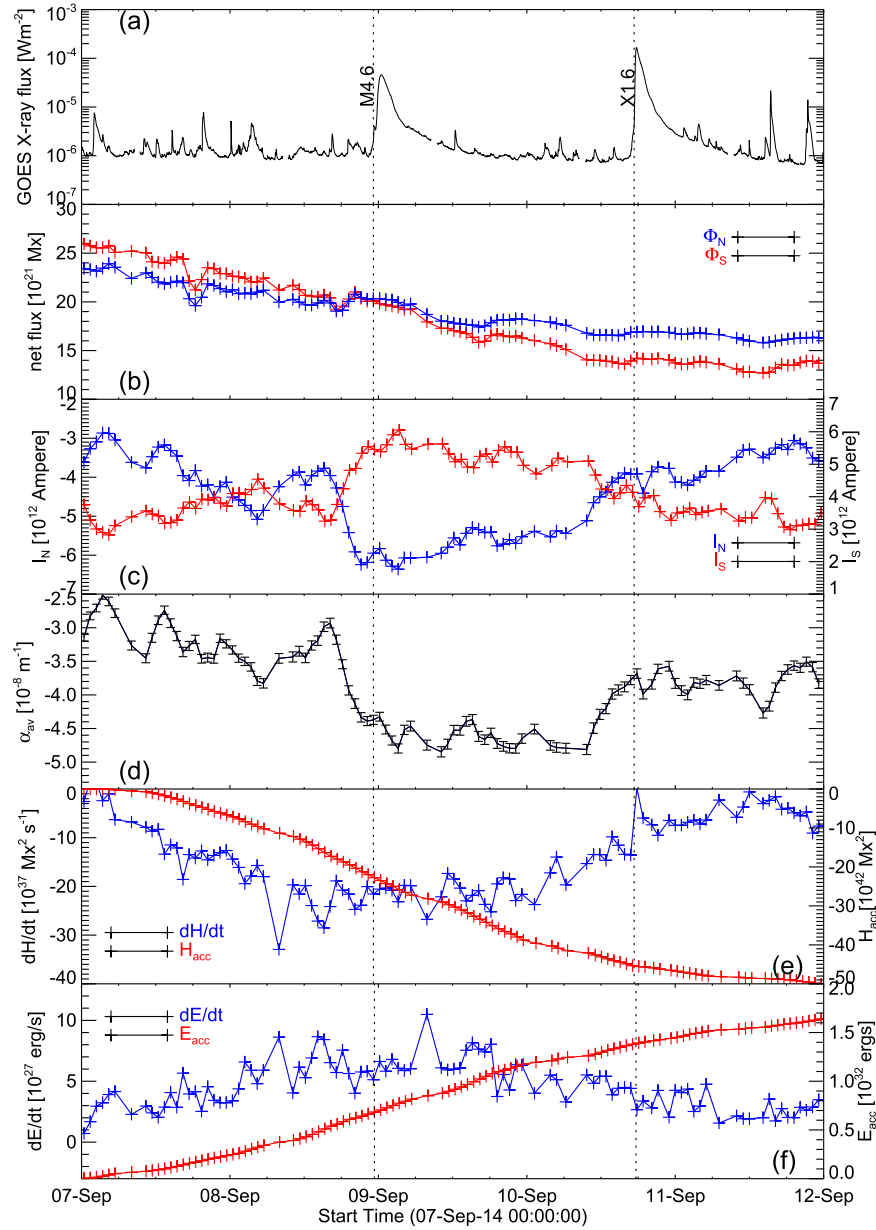 (a)
GOES X-ray flux [Wm⁻²]
10⁻³
10⁻⁴
10⁻⁵
10⁻⁶
10⁻⁷
M4.6
X1.6
(b)
net flux [10²¹ Mx]
30
25
20
15
10
Φ_N
Φ_S
(c)
I_N [10¹² Ampere]
-2
-3
-4
-5
-6
-7
I_N
I_S
7
6
5
4
3
2
1
I_S [10¹² Ampere]
(d)
α_av [10⁻⁸ m⁻¹]
-2.5
-3.0
-3.5
-4.0
-4.5
-5.0
(e)
dH/dt [10³⁷ Mx² s⁻¹]
0
-10
-20
-30
-40
dH/dt
H_acc
0
-10
-20
-30
-40
-50
H_acc [10⁴² Mx²]
(f)
dE/dt [10²⁷ erg/s]
10
5
0
dE/dt
E_acc
2.0
1.5
1.0
0.5
0.0
E_acc [10³² ergs]
07-Sep 08-Sep 09-Sep 10-Sep 11-Sep 12-Sep
Start Time (07-Sep-14 00:00:00)